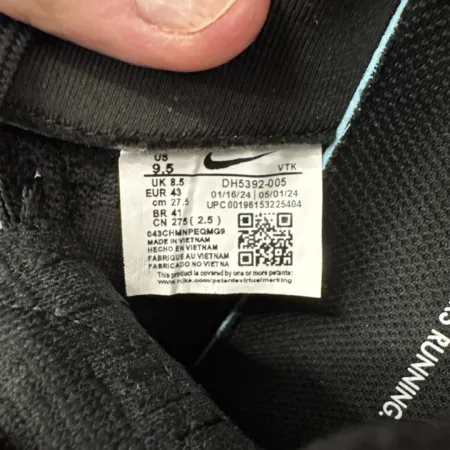 US
9.5
VTK
UK 8.5
DH5392-005
EUR 43
01/16/24 05/01/24
cm 27.5
UPC 00196153225404
BR 41
CN 275 (2.5)
043CHMNPEQMG9
MADE IN VIETNAM
HECHO EN VIETNAM
FABRIQUE AU VIETNAM
FABRICADO NO VIETNA
This product is covered by one or more patents:
www.nike.com/patentsvirtualmarking
S RUNNING.